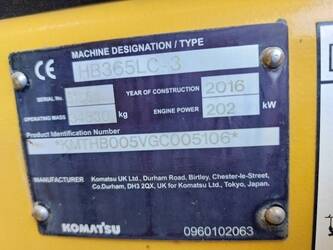 MACHINE DESIGNATION / TYPE
CE HB365LC-3
SERIAL No. YEAR OF CONSTRUCTION 2016
OPERATING MASS kg ENGINE POWER 202 kW
Product Identification Number
*KMTHB005VGC005106*
MANUFACTURER Komatsu UK Ltd., Durham Road, Birtley, Chester-le-Street,
Co.Durham, DH3 2QX, UK for Komatsu Ltd., Tokyo, Japan.
KOMATSU 0960102063